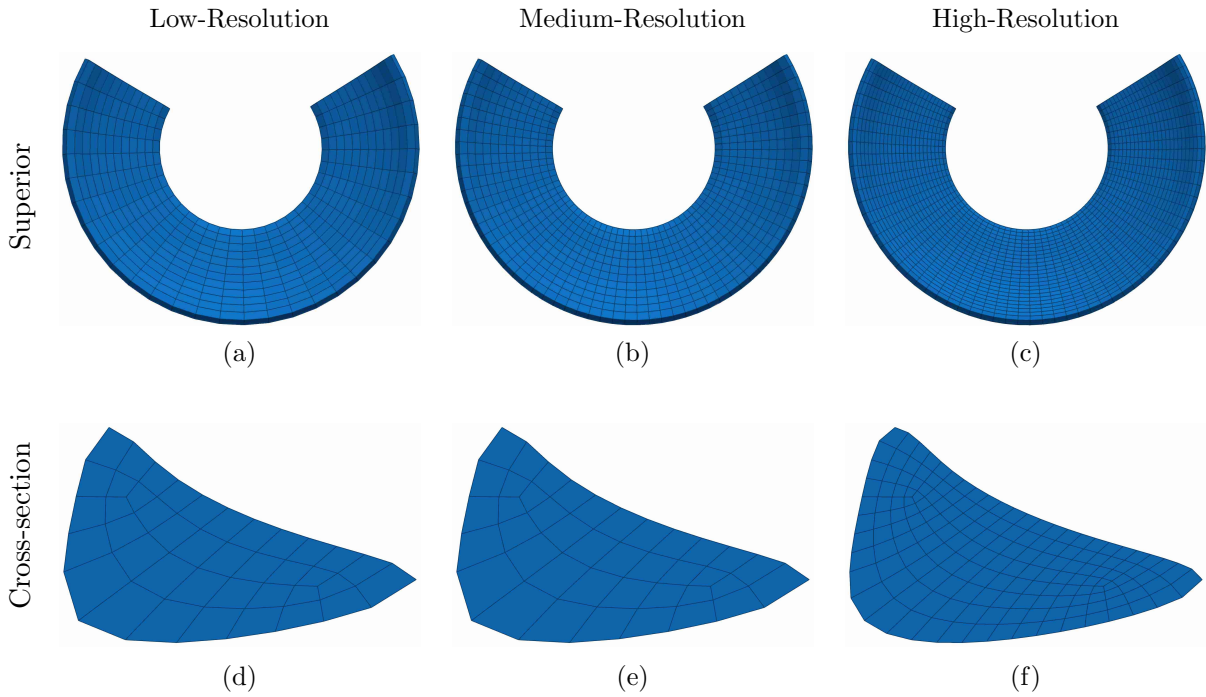 Low-Resolution
Medium-Resolution
High-Resolution
Superior
(a)
(b)
(c)
Cross-section
(d)
(e)
(f)